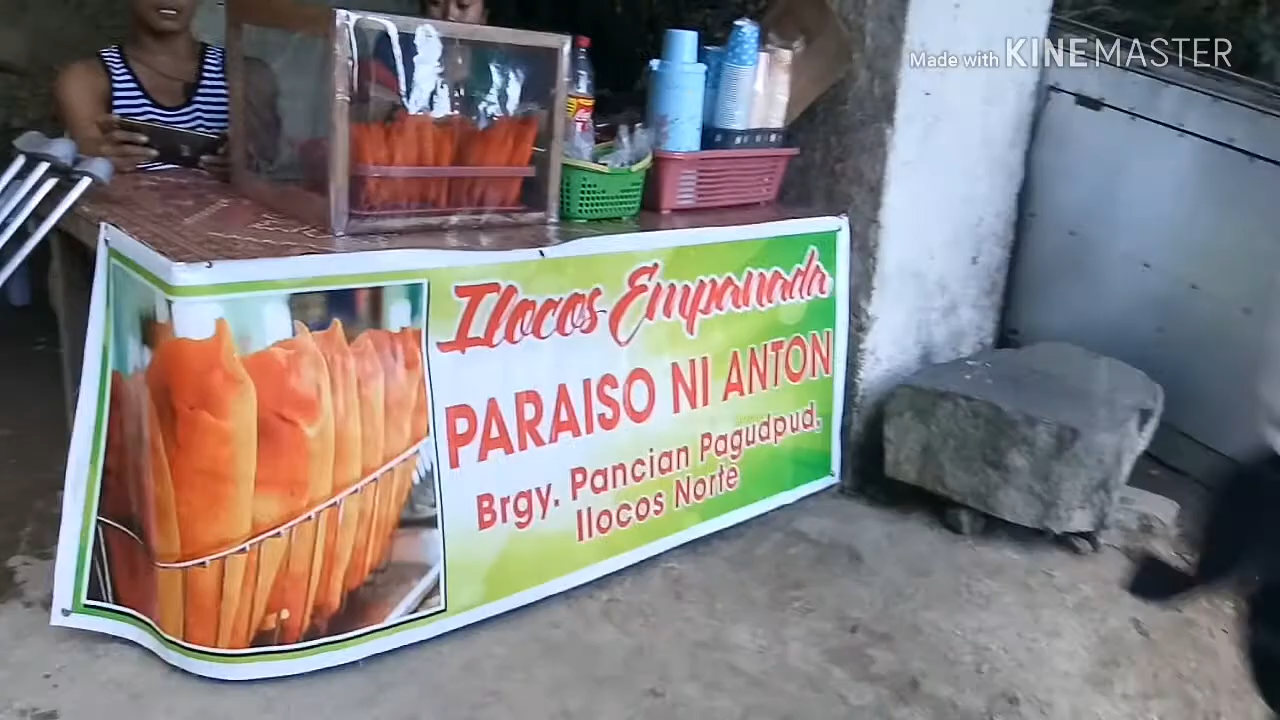 Made with KINEMASTER
Ilocos Empanada
PARAISO NI ANTON
Brgy. Pancian Pagudpud,
Ilocos Norte